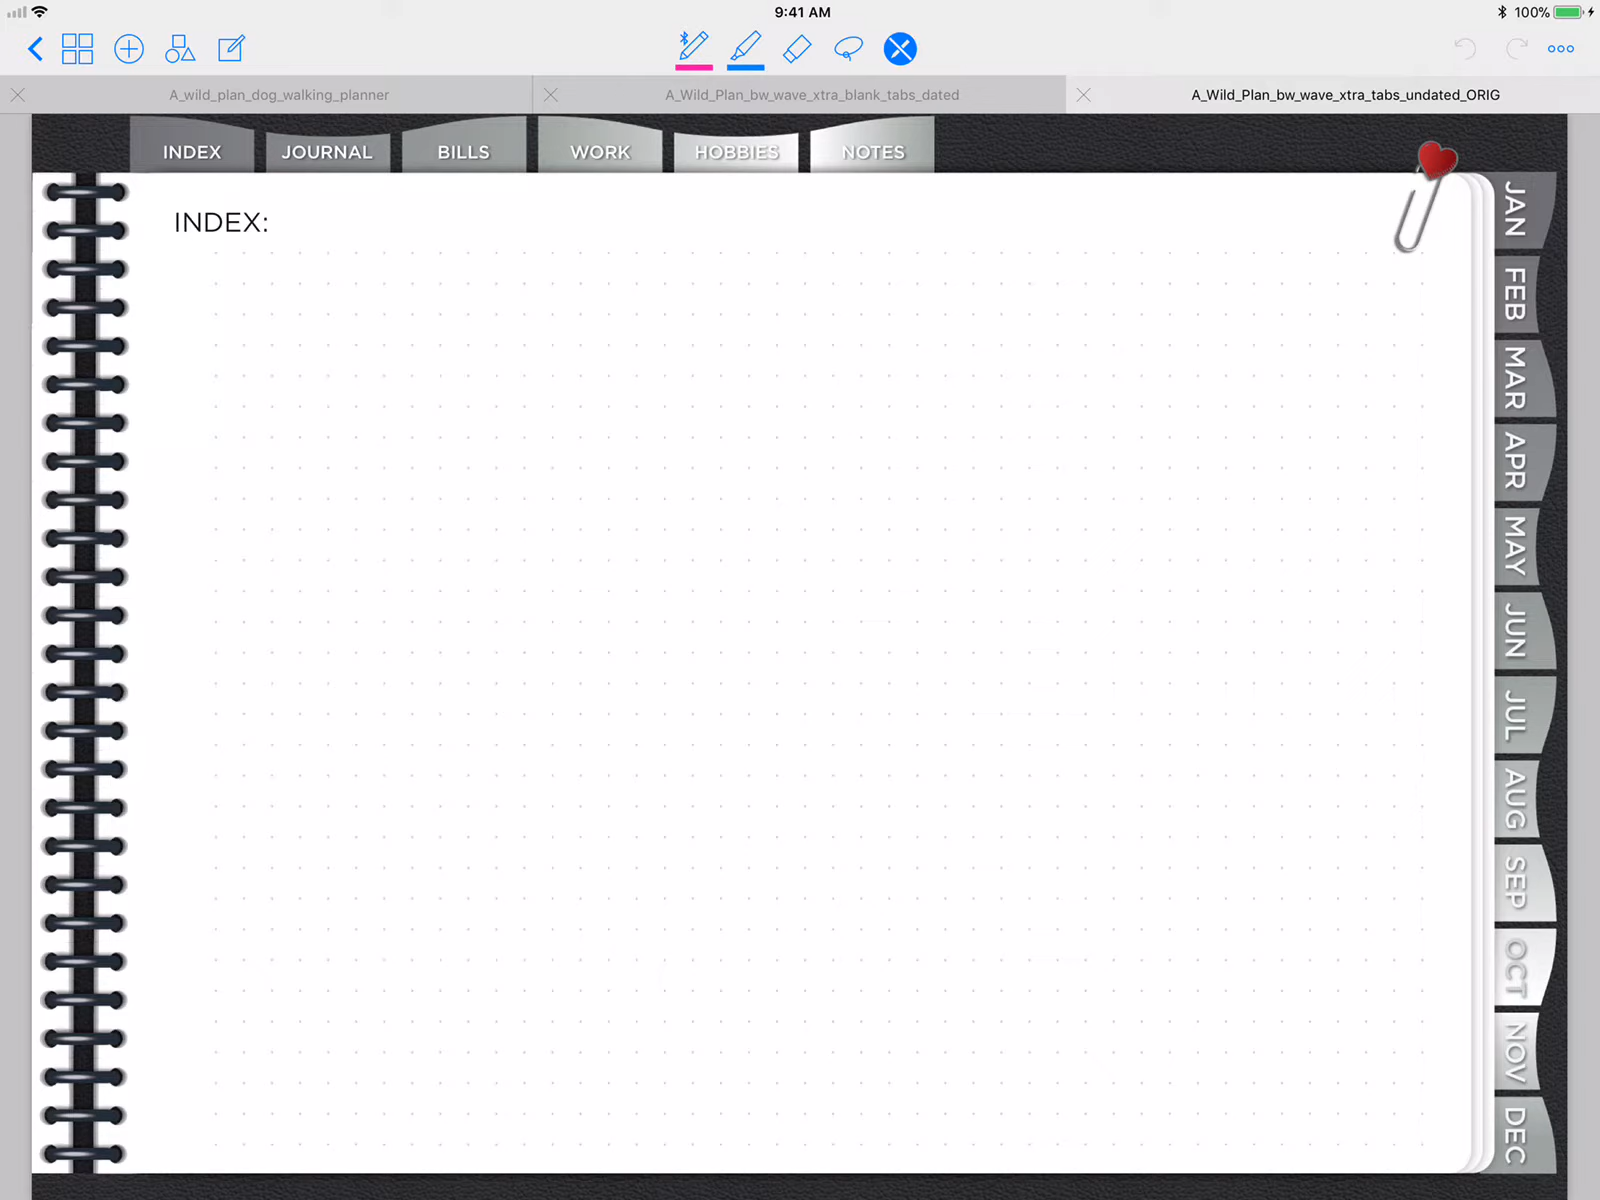 9:41 AM
100%
A_wild_plan_dog_walking_planner
A_Wild_Plan_bw_wave_xtra_blank_tabs_dated
A_Wild_Plan_bw_wave_xtra_tabs_undated_ORIG
INDEX
JOURNAL
BILLS
WORK
HOBBIES
NOTES
INDEX:
JAN
FEB
MAR
APR
MAY
JUN
JUL
AUG
SEP
OCT
NOV
DEC